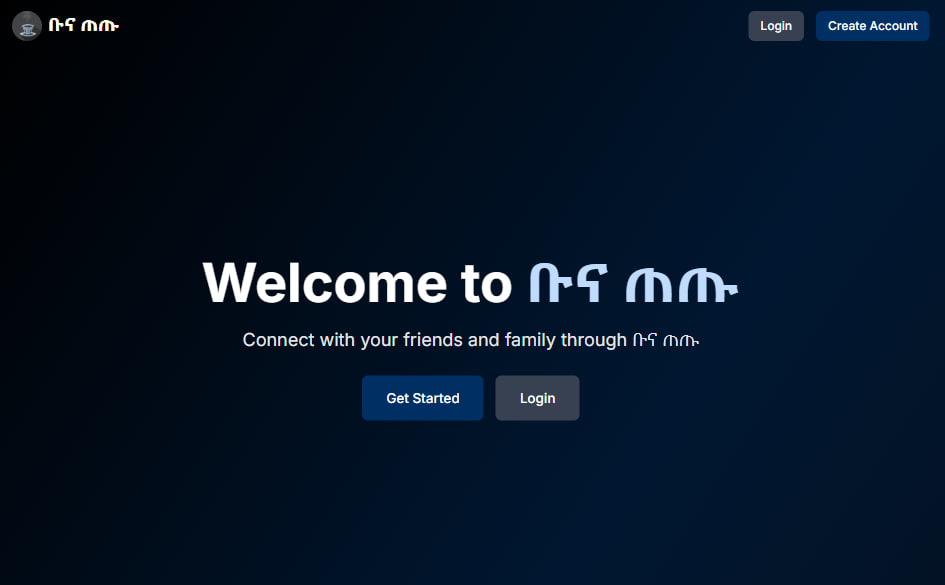 ቡና ጠጡ
Login
Create Account
Welcome to ቡና ጠጡ
Connect with your friends and family through ቡና ጠጡ
Get Started
Login